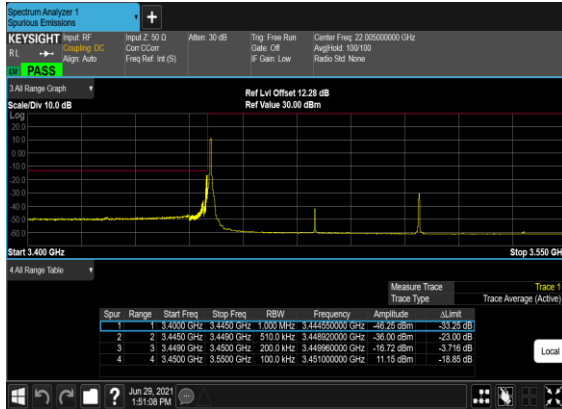 Spectrum Analyzer 1
Spurious Emissions
+
KEYSIGHT Input: RF Input Z: 50 Ω Atten: 30 dB Trig: Free Run Center Freq: 22.005000000 GHz
RL Coupling: DC Corr CCorr Gate: Off Avg|Hold: 100/100
Align: Auto Freq Ref: Int (S) IF Gain: Low Radio Std: None
PASS
3 All Range Graph
Ref Lvl Offset 12.28 dB
Scale/Div 10.0 dB Ref Value 30.00 dBm
Log
20.0
10.0
0.00
-10.0
-20.0
-30.0
-40.0
-50.0
-60.0
Start 3.400 GHz Stop 3.550 GH
4 All Range Table
Measure Trace Trace 1
Trace Type Trace Average (Active)
Spur Range Start Freq Stop Freq RBW Frequency Amplitude ΔLimit
1 1 3.4000 GHz 3.4450 GHz 1.000 MHz 3.444550000 GHz -46.25 dBm -33.25 dB
2 2 3.4450 GHz 3.4490 GHz 510.0 kHz 3.448920000 GHz -36.00 dBm -23.00 dB
3 3 3.4490 GHz 3.4500 GHz 200.0 kHz 3.449960000 GHz -16.72 dBm -3.716 dB
4 4 3.4500 GHz 3.5500 GHz 100.0 kHz 3.451000000 GHz 11.15 dBm -18.85 dB
Local
? Jun 29, 2021
1:51:08 PM